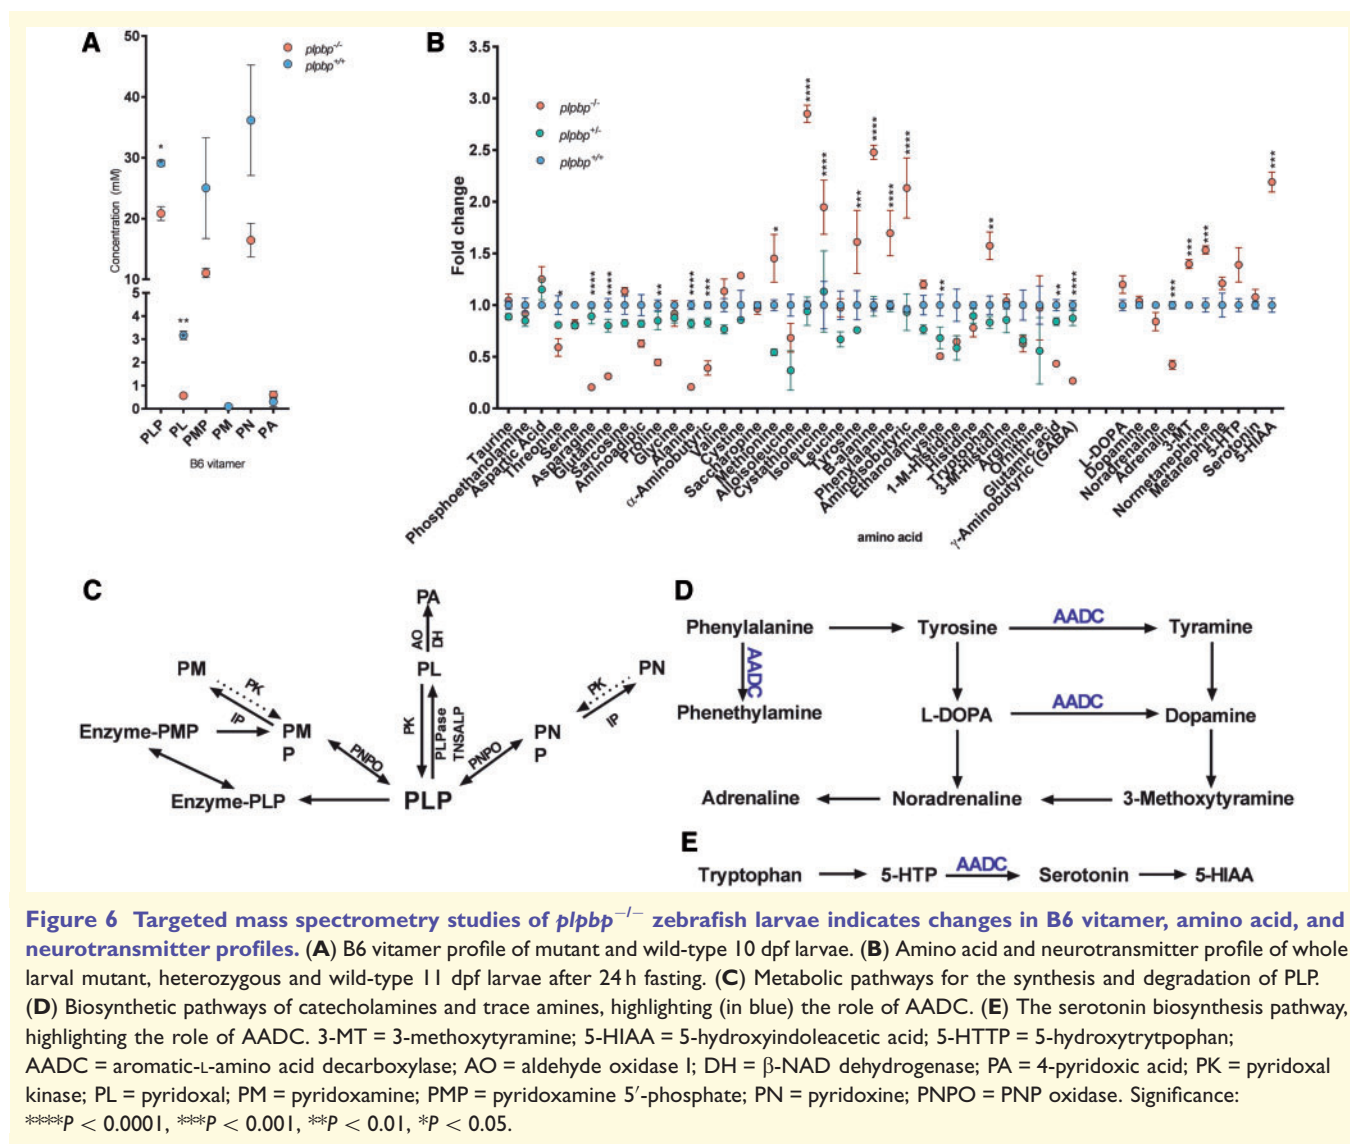 A
50
40
30
20
10
5
4
3
2
1
0
Concentration (mM)
plpbp-/-
plpbp+/+
*
**
PLP
PL
PMP
PM
PN
PA
B6 vitamer
B
3.5
3.0
2.5
2.0
1.5
1.0
0.5
0.0
Fold change
plpbp-/-
plpbp+/-
plpbp+/+
*
****
****
**
****
***
*
****
****
***
****
****
****
**
**
**
****
***
***
***
***
Taurine
Phosphoethanolamine
Aspartic Acid
Threonine
Serine
Asparagine
Glutamine
Sarcosine
Aminoadipic
Proline
Glycine
Alanine
α-Aminobutyric
Valine
Cystine
Saccharopine
Methionine
Alloisoleucine
Cystathionine
Isoleucine
Leucine
Tyrosine
B-alanine
Phenylalanine
Aminoisobutyric
Ethanolamine
Lysine
1-M-Histidine
Histidine
Tryptophan
3-M-Histidine
Arginine
Ornithine
Glutamic acid
γ-Aminobutyric (GABA)
L-DOPA
Dopamine
Noradrenaline
Adrenaline
3-MT
Normetanephrine
Metanephrine
5-HTP
Serotonin
5-HIAA
amino acid
C
PA
AO
DH
PM
PL
PN
PK
IP
PK
PLPase
TNSALP
PK
IP
Enzyme-PMP
PM
P
PN
P
PNPO
PNPO
Enzyme-PLP
PLP
D
Phenylalanine
Tyrosine
AADC
Tyramine
AADC
Phenethylamine
L-DOPA
AADC
Dopamine
Adrenaline
Noradrenaline
3-Methoxytyramine
E
Tryptophan
5-HTP
AADC
Serotonin
5-HIAA
Figure 6 Targeted mass spectrometry studies of plpbp−/− zebrafish larvae indicates changes in B6 vitamer, amino acid, and
neurotransmitter profiles. (A) B6 vitamer profile of mutant and wild-type 10 dpf larvae. (B) Amino acid and neurotransmitter profile of whole
larval mutant, heterozygous and wild-type 11 dpf larvae after 24 h fasting. (C) Metabolic pathways for the synthesis and degradation of PLP.
(D) Biosynthetic pathways of catecholamines and trace amines, highlighting (in blue) the role of AADC. (E) The serotonin biosynthesis pathway,
highlighting the role of AADC. 3-MT = 3-methoxytyramine; 5-HIAA = 5-hydroxyindoleacetic acid; 5-HTTP = 5-hydroxytrytpophan;
AADC = aromatic-L-amino acid decarboxylase; AO = aldehyde oxidase I; DH = β-NAD dehydrogenase; PA = 4-pyridoxic acid; PK = pyridoxal
kinase; PL = pyridoxal; PM = pyridoxamine; PMP = pyridoxamine 5′-phosphate; PN = pyridoxine; PNPO = PNP oxidase. Significance:
****P < 0.0001, ***P < 0.001, **P < 0.01, *P < 0.05.